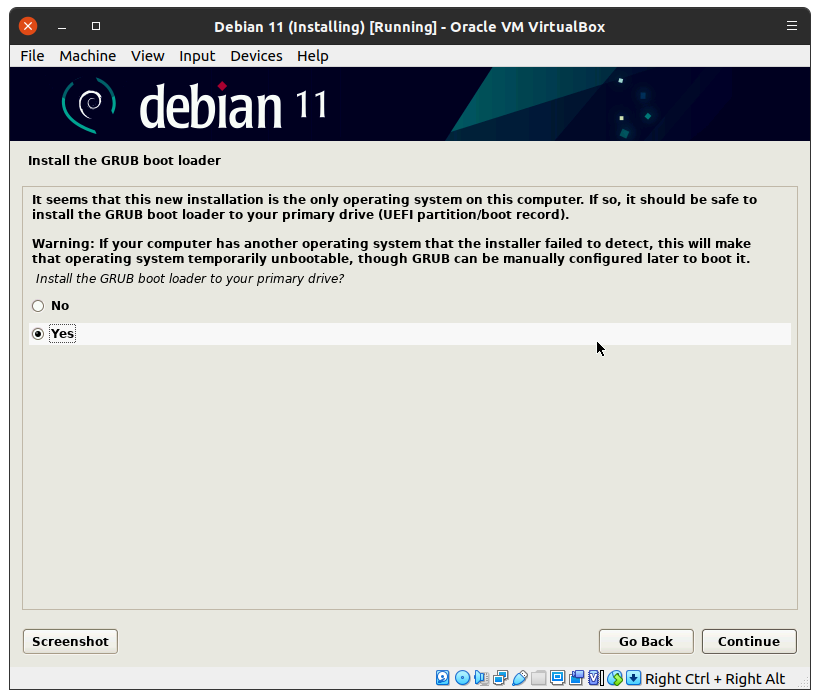 Debian 11 (Installing) [Running] - Oracle VM VirtualBox
File Machine View Input Devices Help
debian 11
Install the GRUB boot loader
It seems that this new installation is the only operating system on this computer. If so, it should be safe to
install the GRUB boot loader to your primary drive (UEFI partition/boot record).
Warning: If your computer has another operating system that the installer failed to detect, this will make
that operating system temporarily unbootable, though GRUB can be manually configured later to boot it.
Install the GRUB boot loader to your primary drive?
No
Yes
Screenshot
Go Back
Continue
Right Ctrl + Right Alt